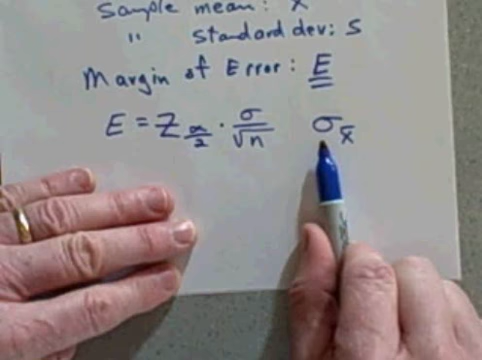 Sample mean: x̄
" standard dev: s
Margin of Error: E
E = Z α/2 · σ/√n σx̄